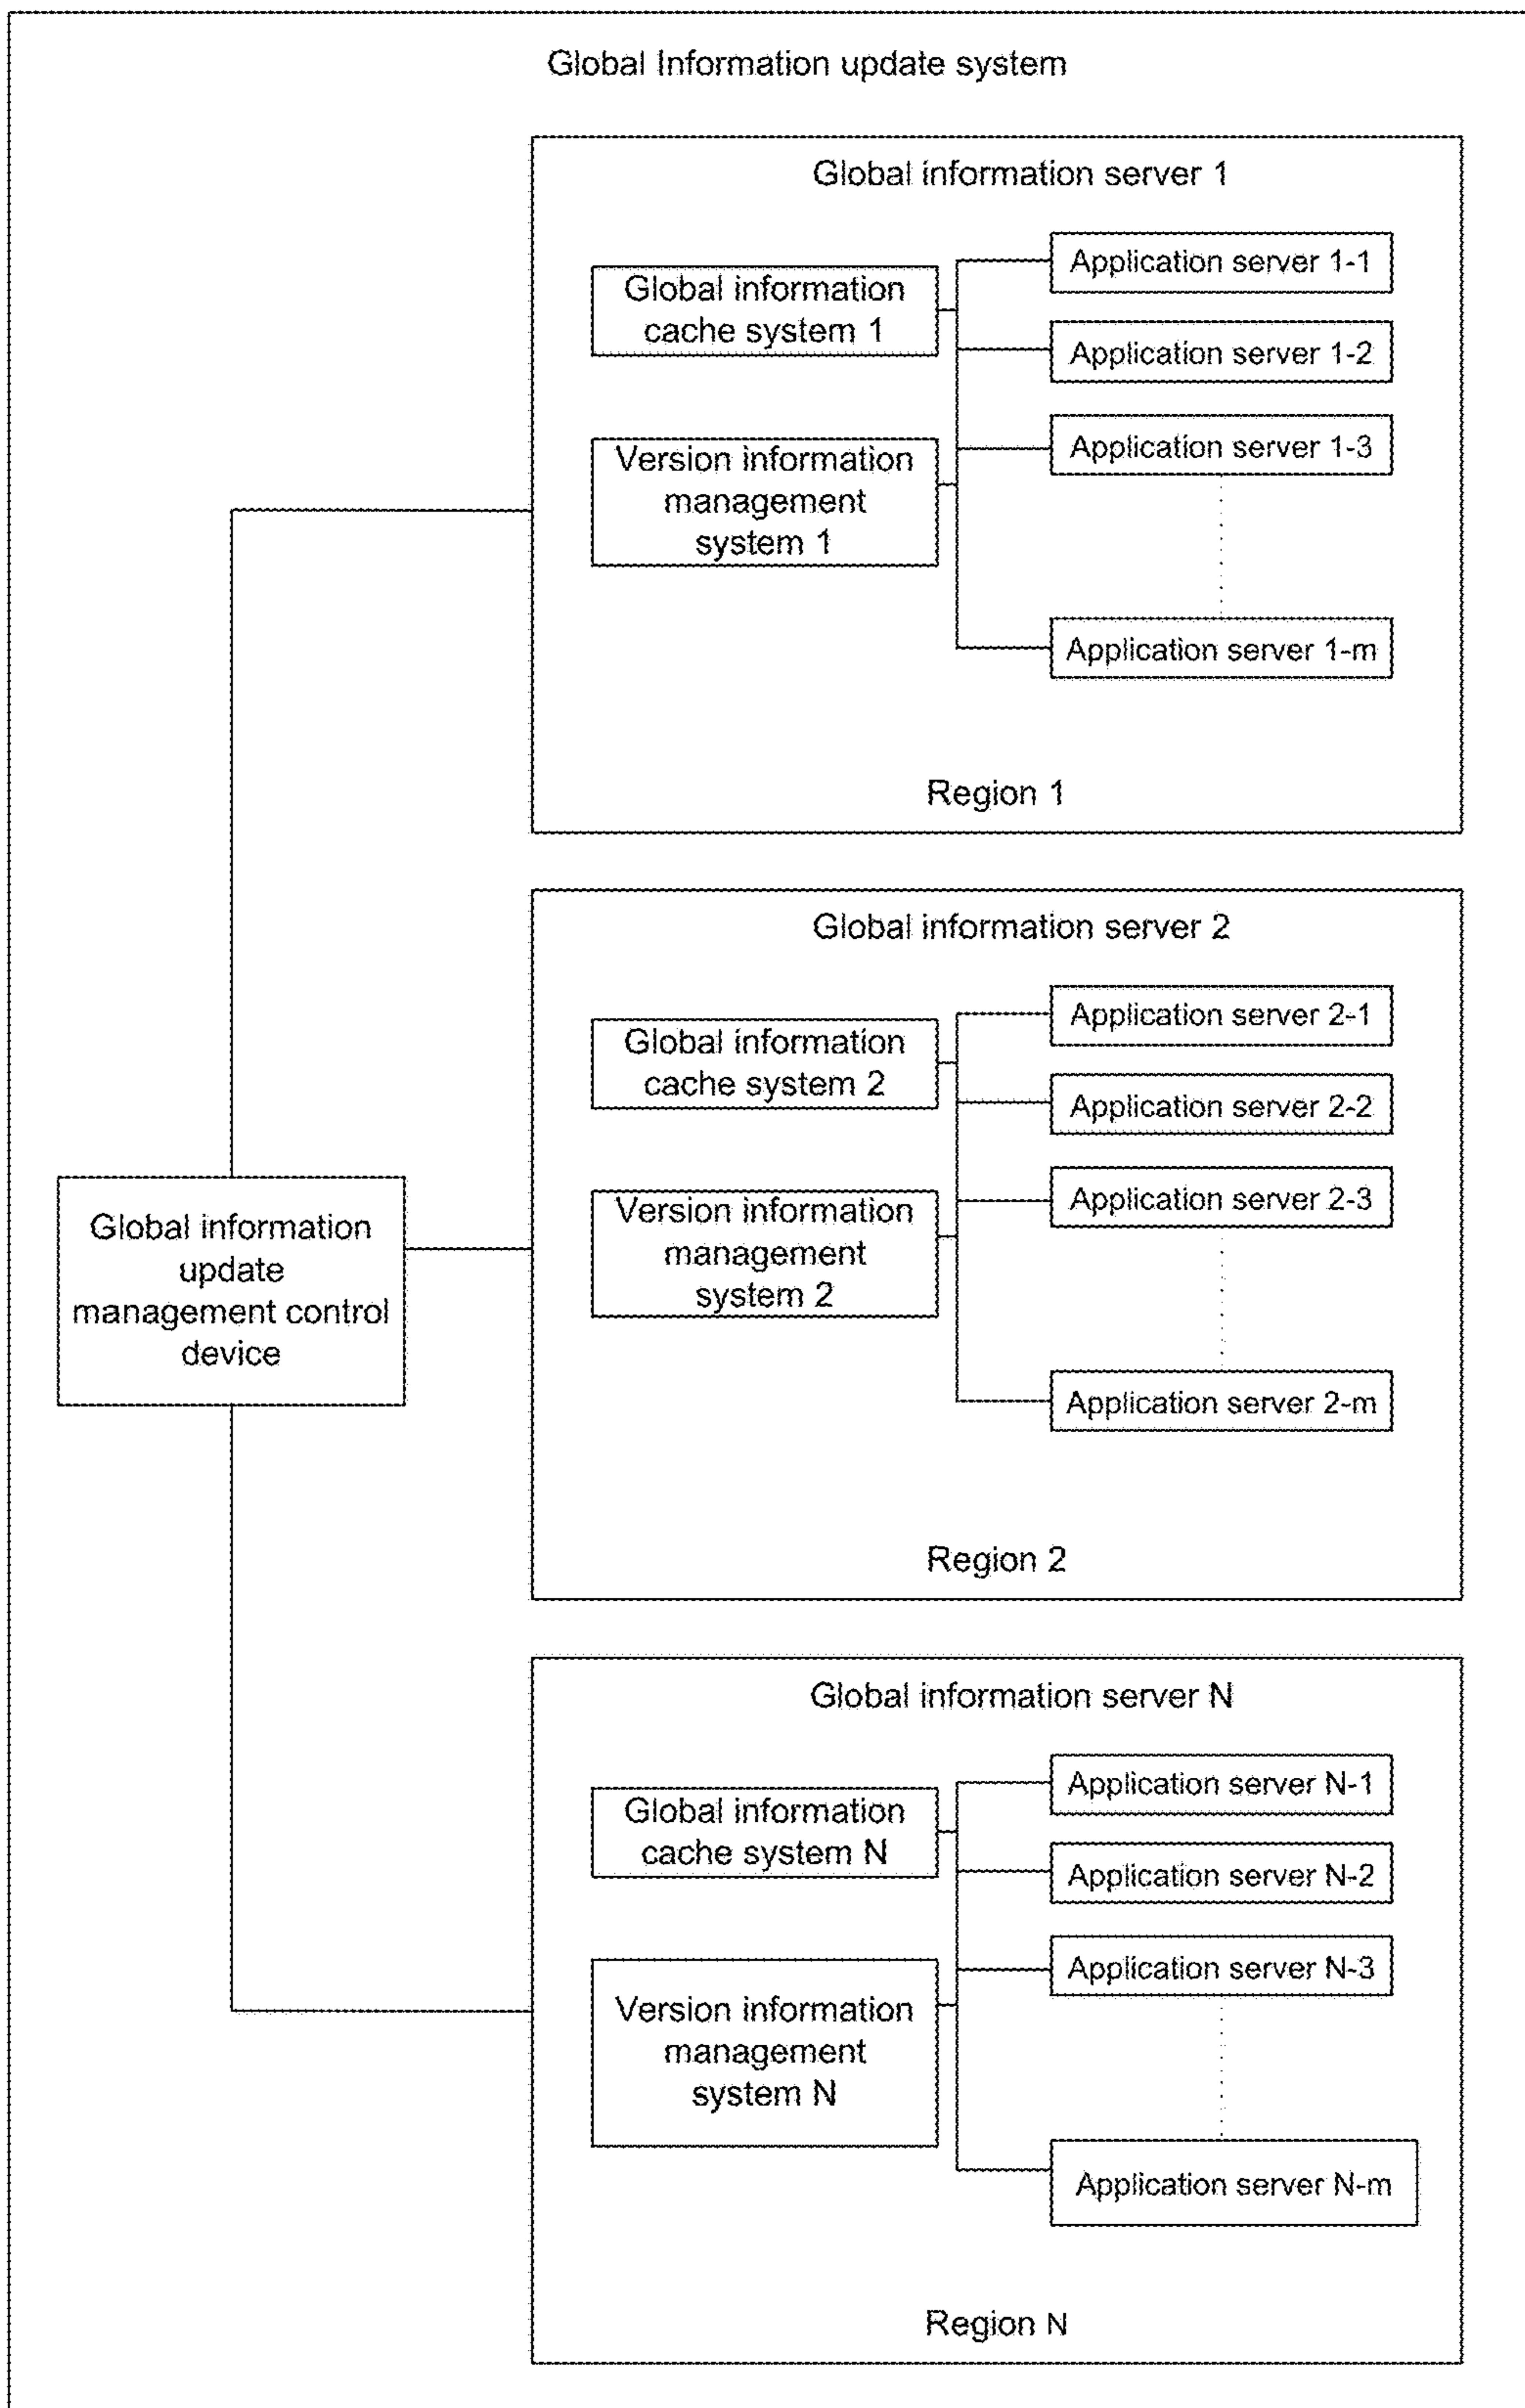 Global Information update system
Global information server 1
Global information
cache system 1
Version information
management
system 1
Application server 1-1
Application server 1-2
Application server 1-3
Application server 1-m
Region 1
Global information server 2
Global information
cache system 2
Version information
management
system 2
Application server 2-1
Application server 2-2
Application server 2-3
Application server 2-m
Region 2
Global information
update
management control
device
Global information server N
Global information
cache system N
Version information
management
system N
Application server N-1
Application server N-2
Application server N-3
Application server N-m
Region N